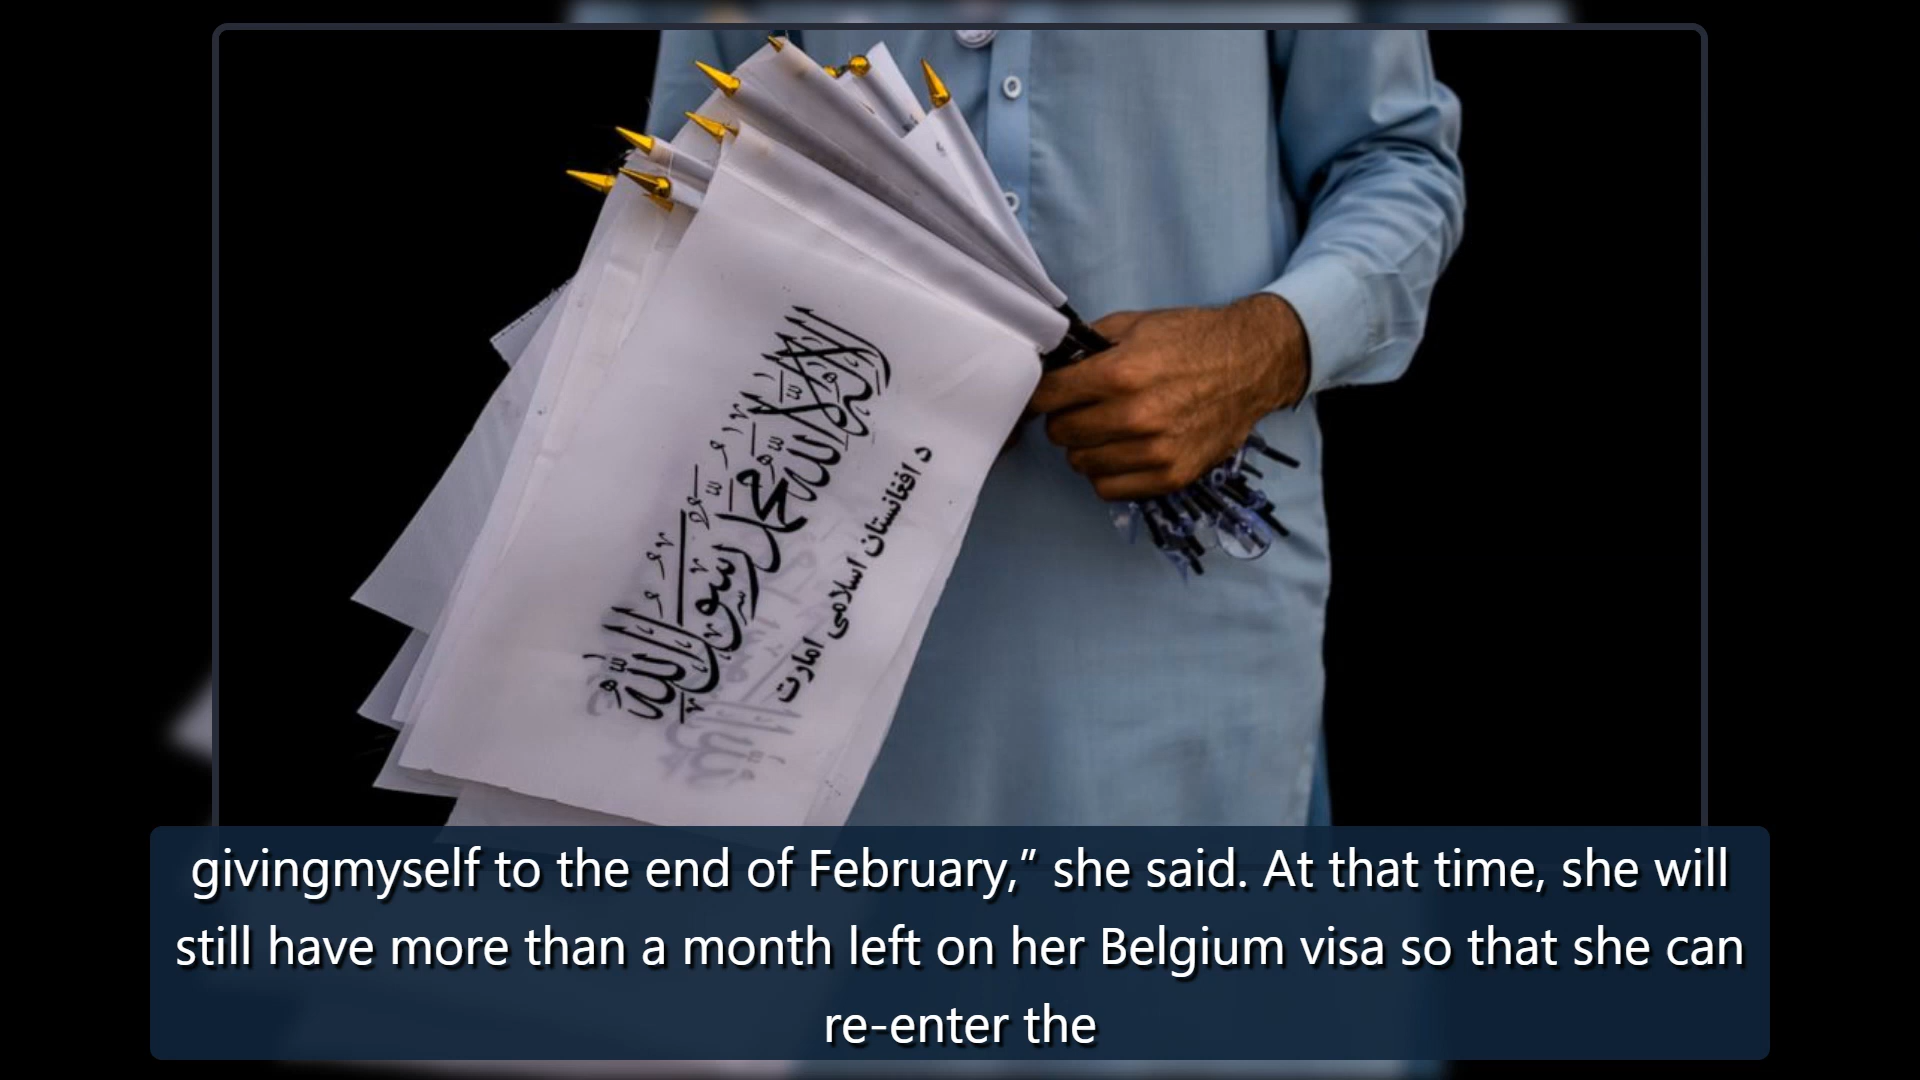 لا إله إلا الله محمد رسول الله
د افغانستان اسلامی امارت
givingmyself to the end of February,” she said. At that time, she will
still have more than a month left on her Belgium visa so that she can
re-enter the